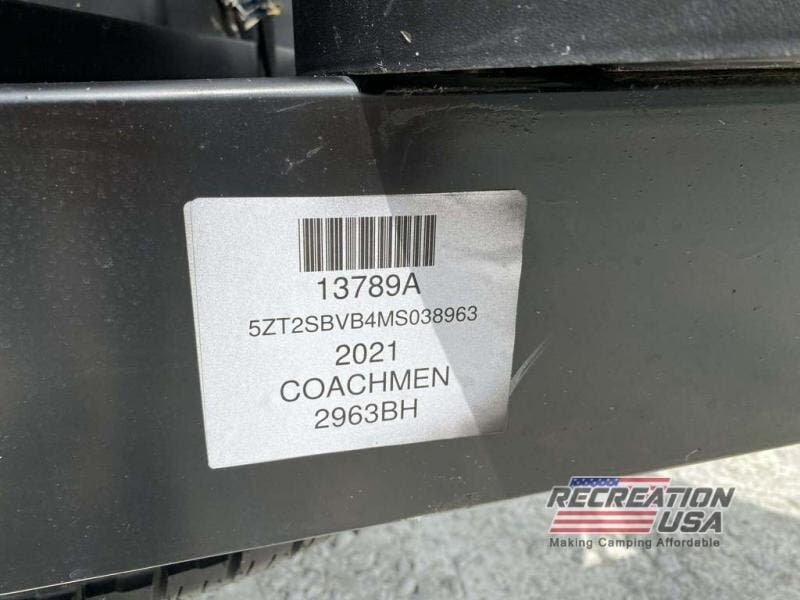 13789A
5ZT2SBVB4MS038963
2021
COACHMEN
2963BH
RECREATION
USA
Making Camping Affordable